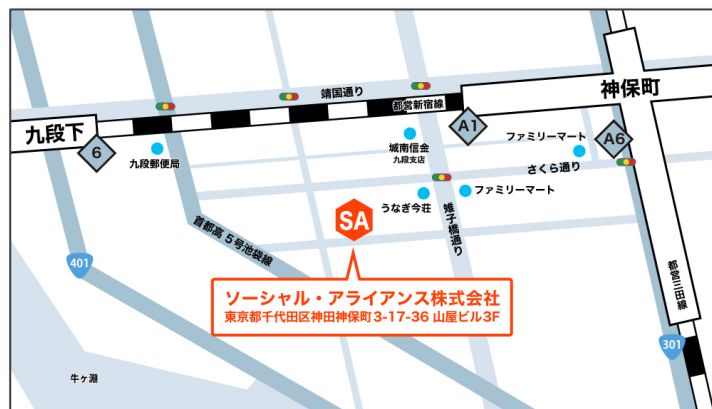 靖国通り
神保町
都営新宿線
九段下
6
A1
A6
九段郵便局
城南信金
九段支店
ファミリーマート
さくら通り
うなぎ今荘
ファミリーマート
SA
首都高 5号池袋線
雉子橋通り
401
都営三田線
ソーシャル・アライアンス株式会社
東京都千代田区神田神保町3-17-36 山屋ビル3F
301
牛ヶ淵